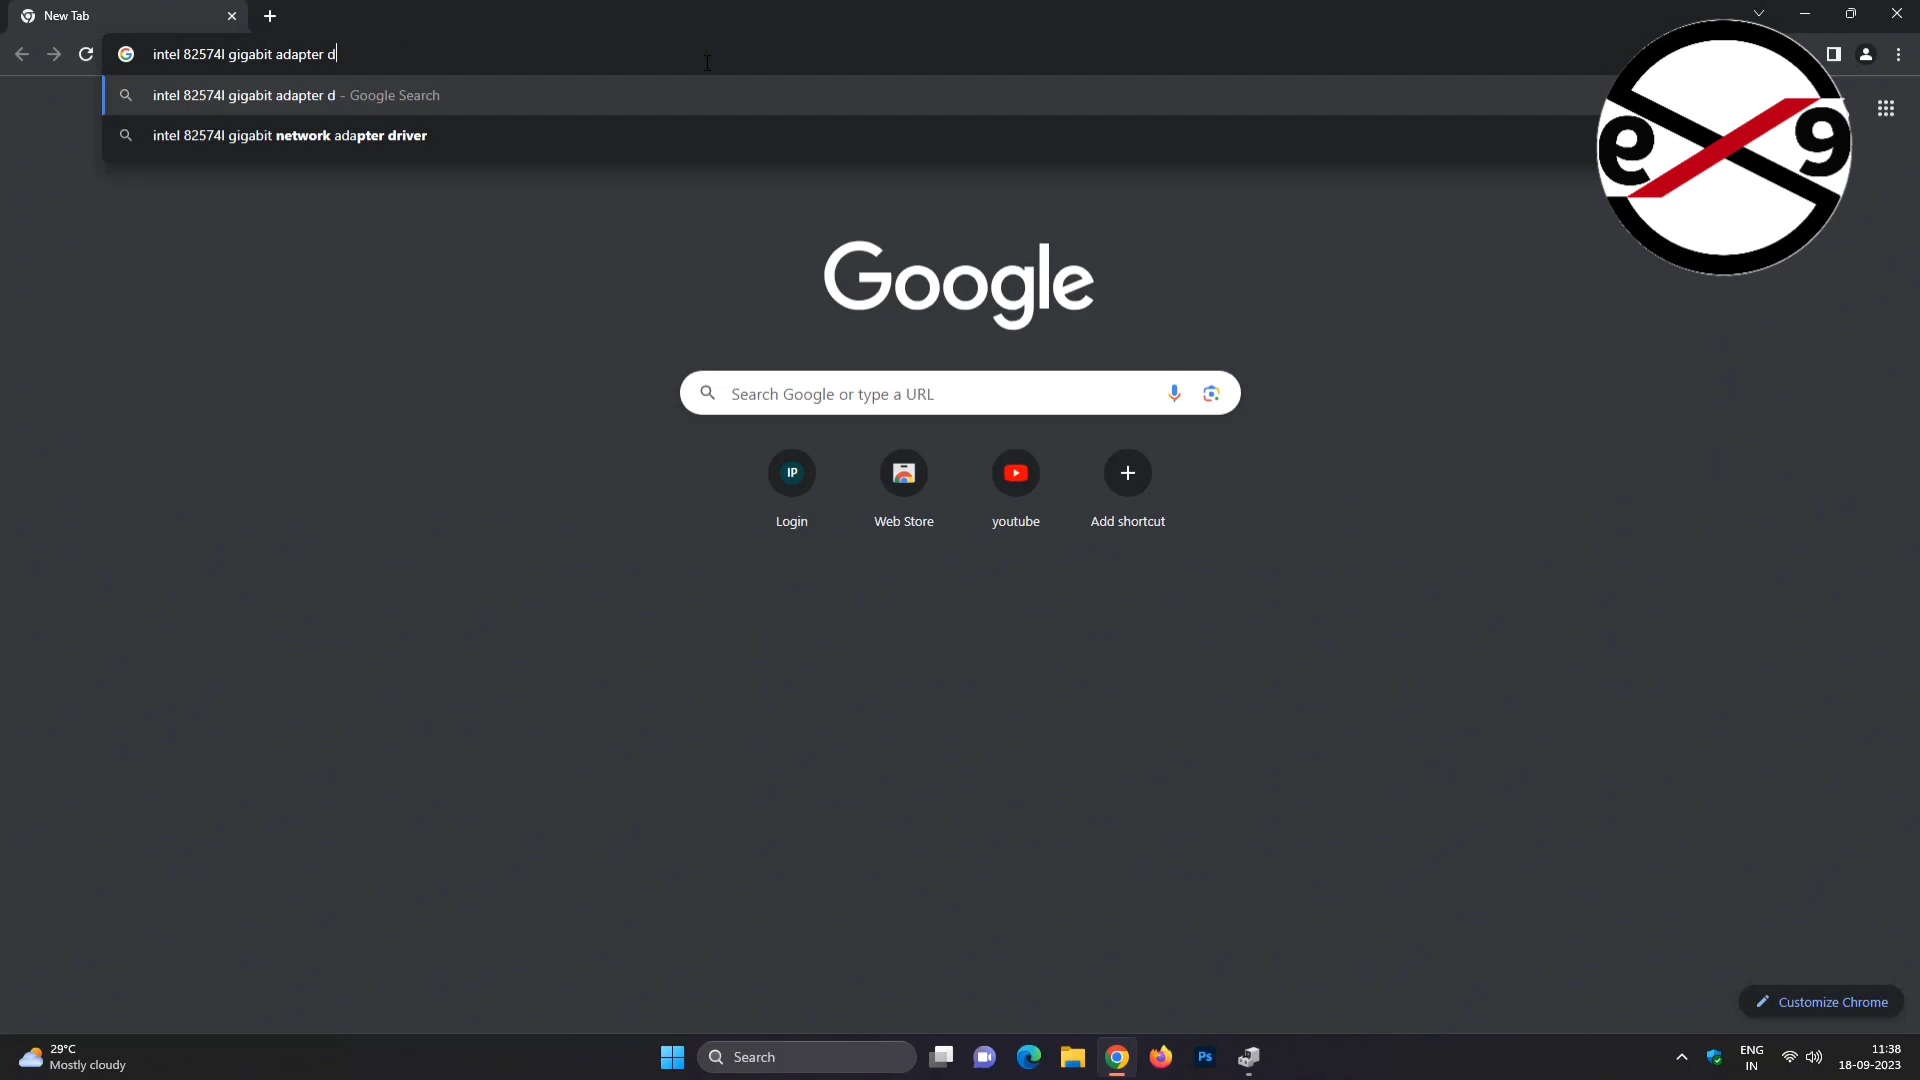 New Tab
intel 82574l gigabit adapter d
intel 82574l gigabit adapter d - Google Search
intel 82574l gigabit network adapter driver
Google
Search Google or type a URL
IP
Login
Web Store
youtube
Add shortcut
Customize Chrome
29°C
Mostly cloudy
Search
Ps
ENG
IN
11:38
18-09-2023